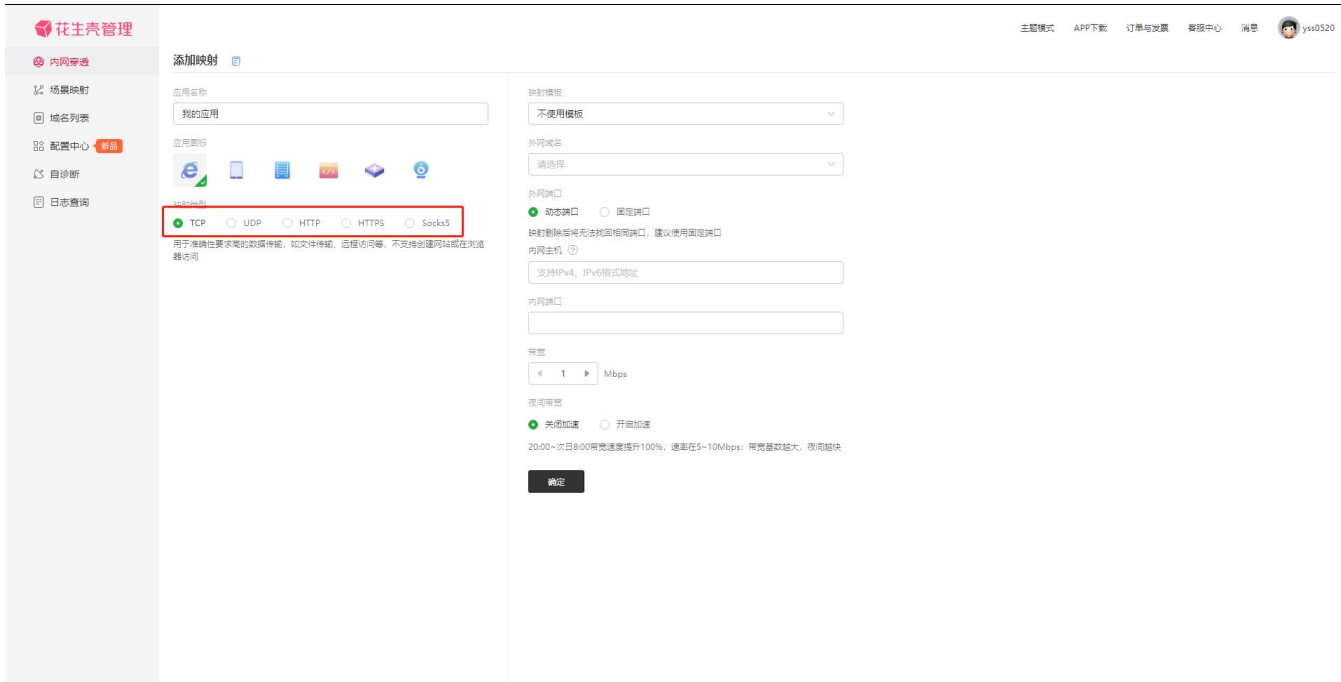 花生壳管理
主题模式 APP下载 订单与发票 客服中心 消息 yss0520
内网穿透
场景映射
域名列表
配置中心 新品
自诊断
日志查询
添加映射
应用名称
我的应用
应用图标
映射类型
TCP UDP HTTP HTTPS Socks5
用于准确性要求高的数据传输，如文件传输、远程访问等，不支持创建网站或在浏览
器访问
映射模板
不使用模板
外网域名
请选择
外网端口
动态端口 固定端口
映射删除后将无法找回相同端口，建议使用固定端口
内网主机
支持IPv4、IPv6格式地址
内网端口
带宽
1 Mbps
夜间带宽
关闭加速 开启加速
20:00~次日8:00带宽速度提升100%，速率在5~10Mbps；带宽基数越大，夜间越快
确定